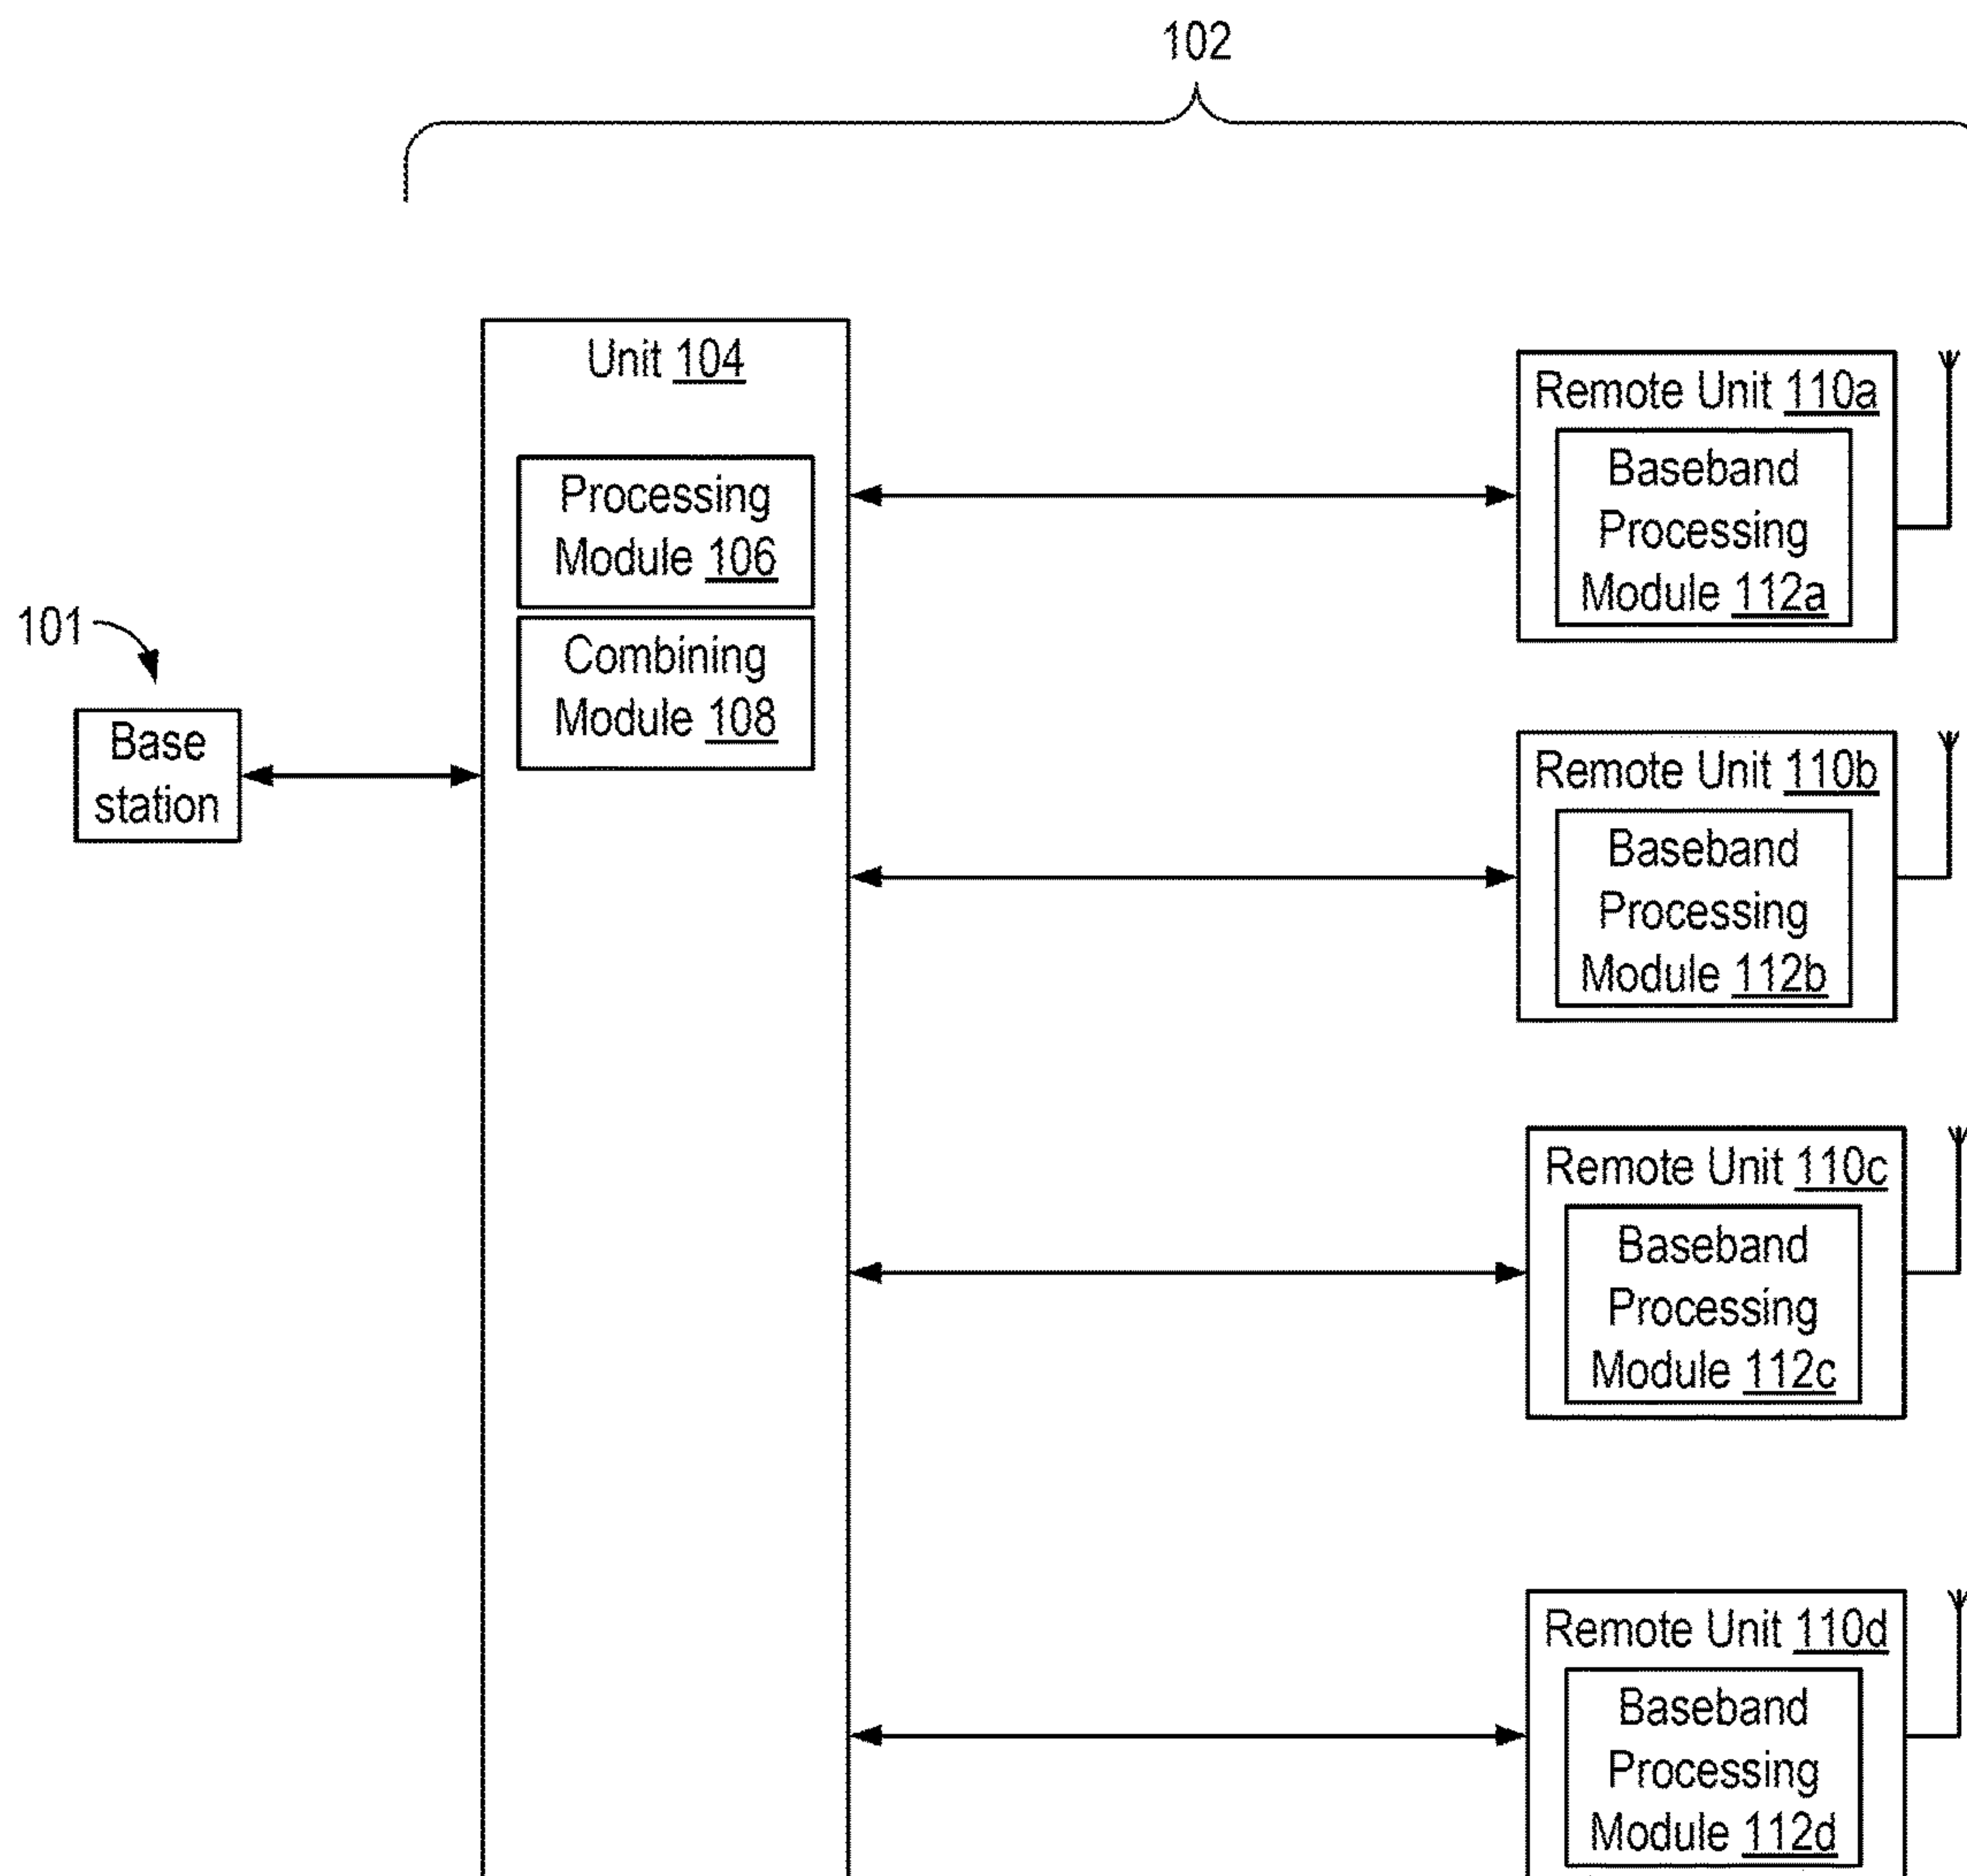 102
Unit 104
Processing
Module 106
Combining
Module 108
101
Base
station
Remote Unit 110a
Baseband
Processing
Module 112a
Remote Unit 110b
Baseband
Processing
Module 112b
Remote Unit 110c
Baseband
Processing
Module 112c
Remote Unit 110d
Baseband
Processing
Module 112d